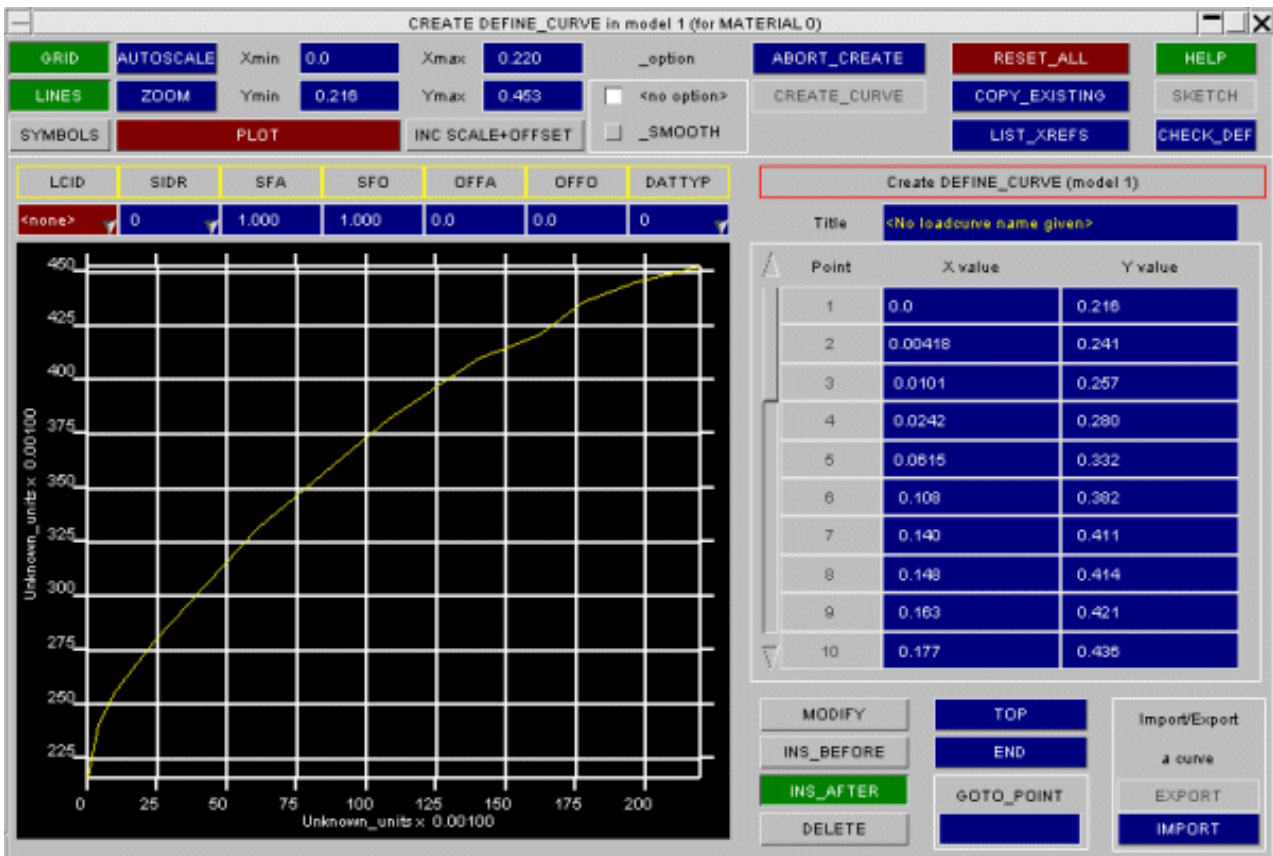 CREATE DEFINE_CURVE in model 1 (for MATERIAL 0)
GRID AUTOSCALE Xmin 0.0 Xmax 0.220 _option ABORT_CREATE RESET_ALL HELP
LINES ZOOM Ymin 0.216 Ymax 0.453 <no option> CREATE_CURVE COPY_EXISTING SKETCH
SYMBOLS PLOT INC SCALE+OFFSET _SMOOTH LIST_XREFS CHECK_DEF
LCID SIDR SFA SFO OFFA OFFO DATTYP
<none> 0 1.000 1.000 0.0 0.0 0
450
425
400
375
350
325
300
275
250
225
Unknown_units x 0.00100
0 25 50 75 100 125 150 175 200
Unknown_units x 0.00100
Create DEFINE_CURVE (model 1)
Title <No loadcurve name given>
Point X value Y value
1 0.0 0.216
2 0.00418 0.241
3 0.0101 0.257
4 0.0242 0.280
5 0.0615 0.332
6 0.108 0.382
7 0.140 0.411
8 0.148 0.414
9 0.163 0.421
10 0.177 0.436
MODIFY TOP Import/Export
INS_BEFORE END a curve
INS_AFTER GOTO_POINT EXPORT
DELETE IMPORT